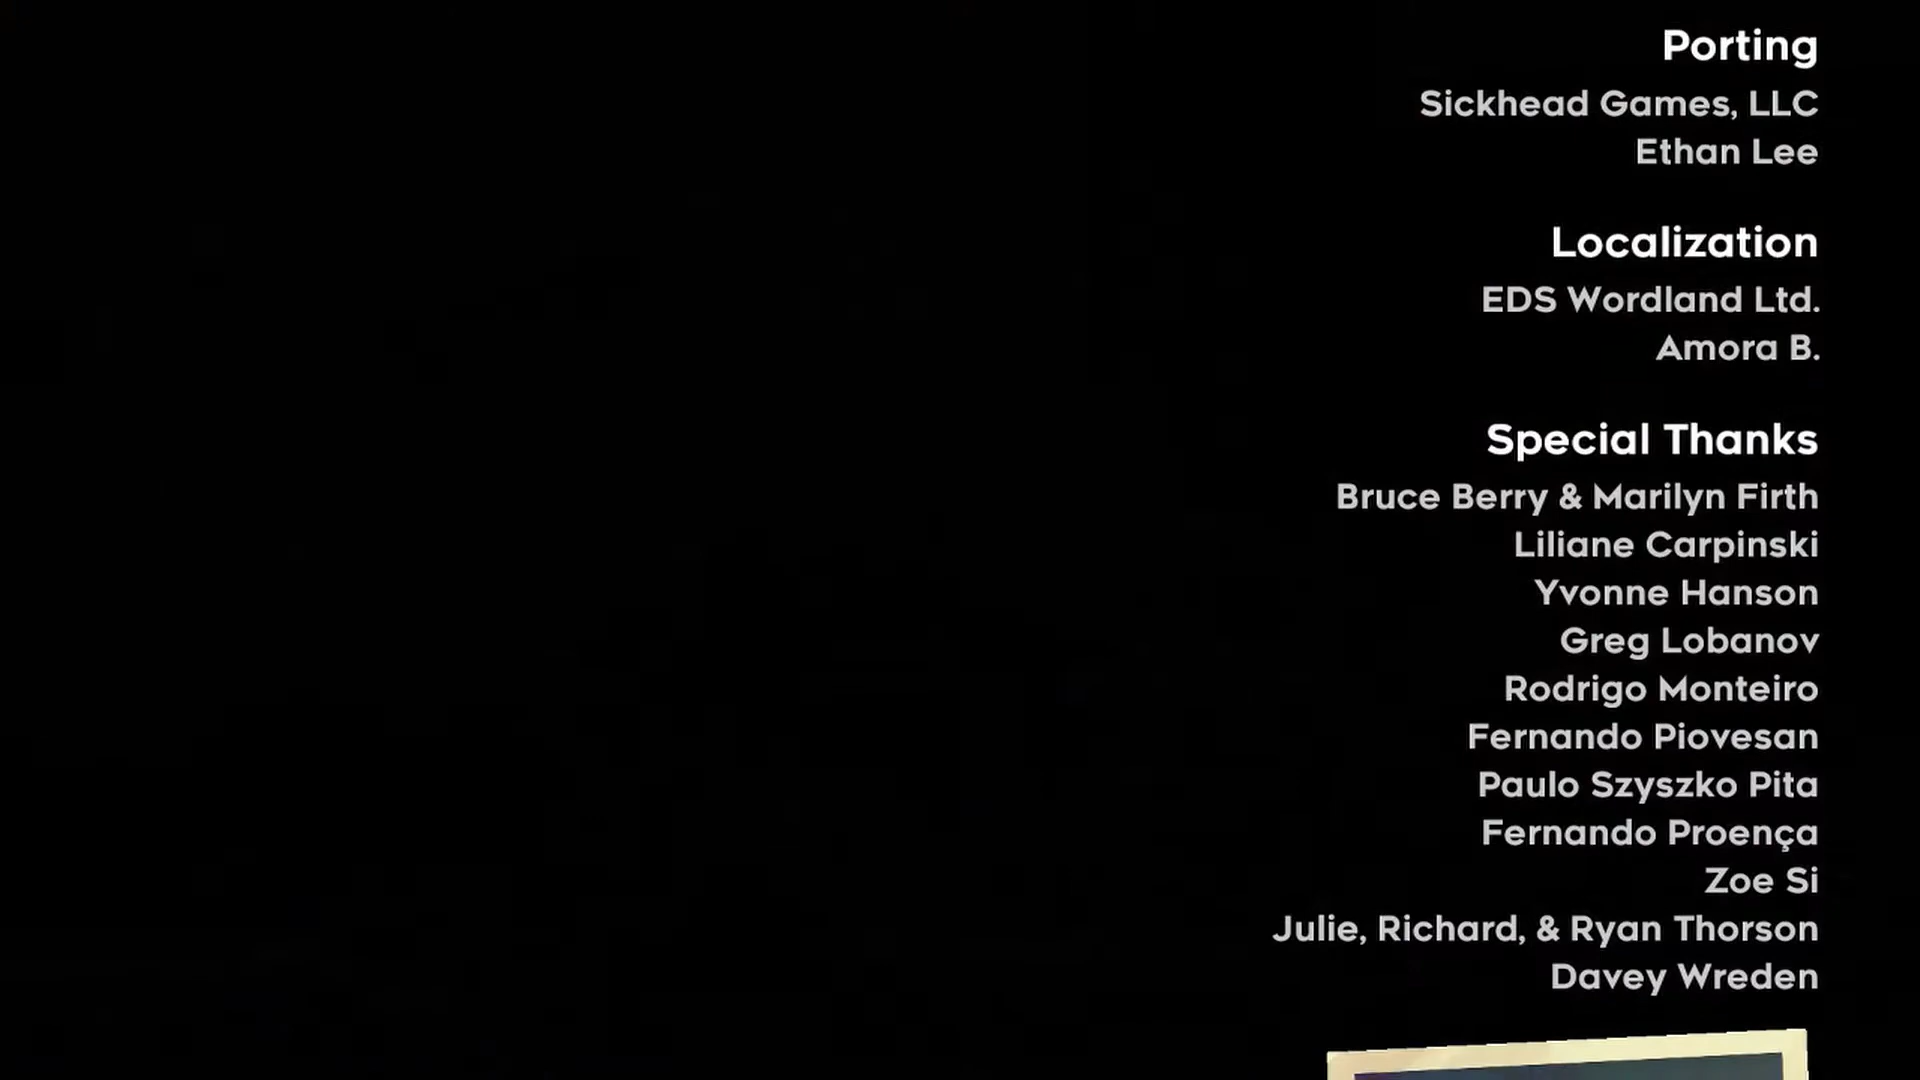 Porting
Sickhead Games, LLC
Ethan Lee
Localization
EDS Wordland Ltd.
Amora B.
Special Thanks
Bruce Berry & Marilyn Firth
Liliane Carpinski
Yvonne Hanson
Greg Lobanov
Rodrigo Monteiro
Fernando Piovesan
Paulo Szyszko Pita
Fernando Proença
Zoe Si
Julie, Richard, & Ryan Thorson
Davey Wreden